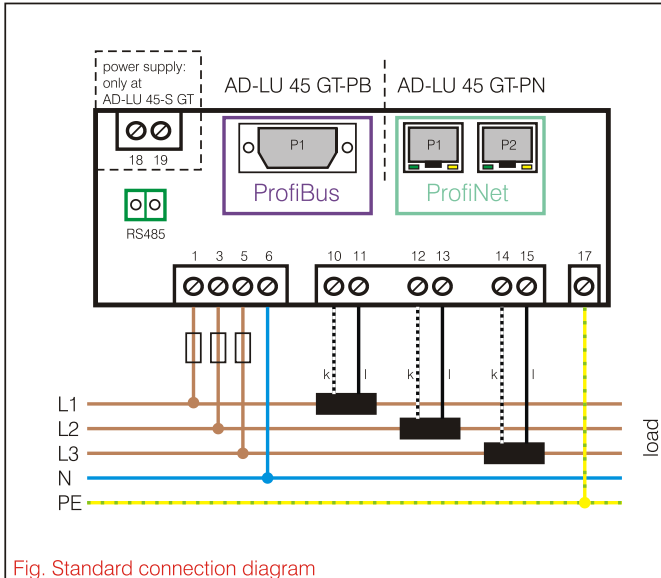 power supply:
only at
AD-LU 45-S GT
AD-LU 45 GT-PB
AD-LU 45 GT-PN
18 19
P1
ProfiBus
P1
P2
ProfiNet
RS485
1 3 5 6 10 11 12 13 14 15 17
k l k l k l
L1
L2
L3
N
PE
load
Fig. Standard connection diagram